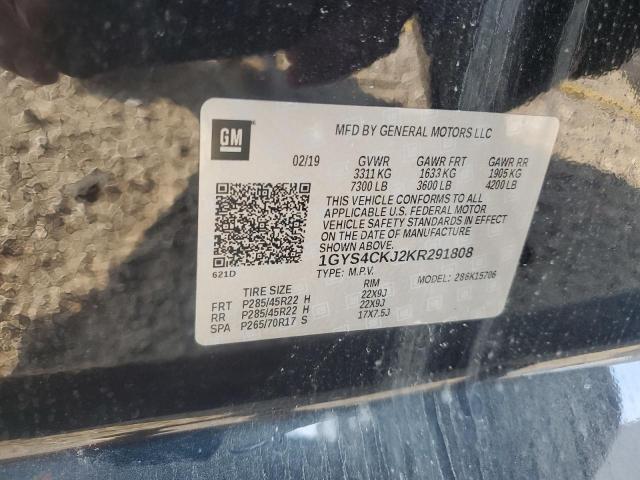 GM
MFD BY GENERAL MOTORS LLC
02/19 GVWR GAWR FRT GAWR RR
3311 KG 1633 KG 1905 KG
7300 LB 3600 LB 4200 LB
THIS VEHICLE CONFORMS TO ALL
APPLICABLE U.S. FEDERAL MOTOR
VEHICLE SAFETY STANDARDS IN EFFECT
ON THE DATE OF MANUFACTURE
SHOWN ABOVE.
621D 1GYS4CKJ2KR291808
TYPE: M.P.V. MODEL: 286K15706
TIRE SIZE RIM
FRT P285/45R22 H 22X9J
RR P285/45R22 H 22X9J
SPA P265/70R17 S 17X7.5J